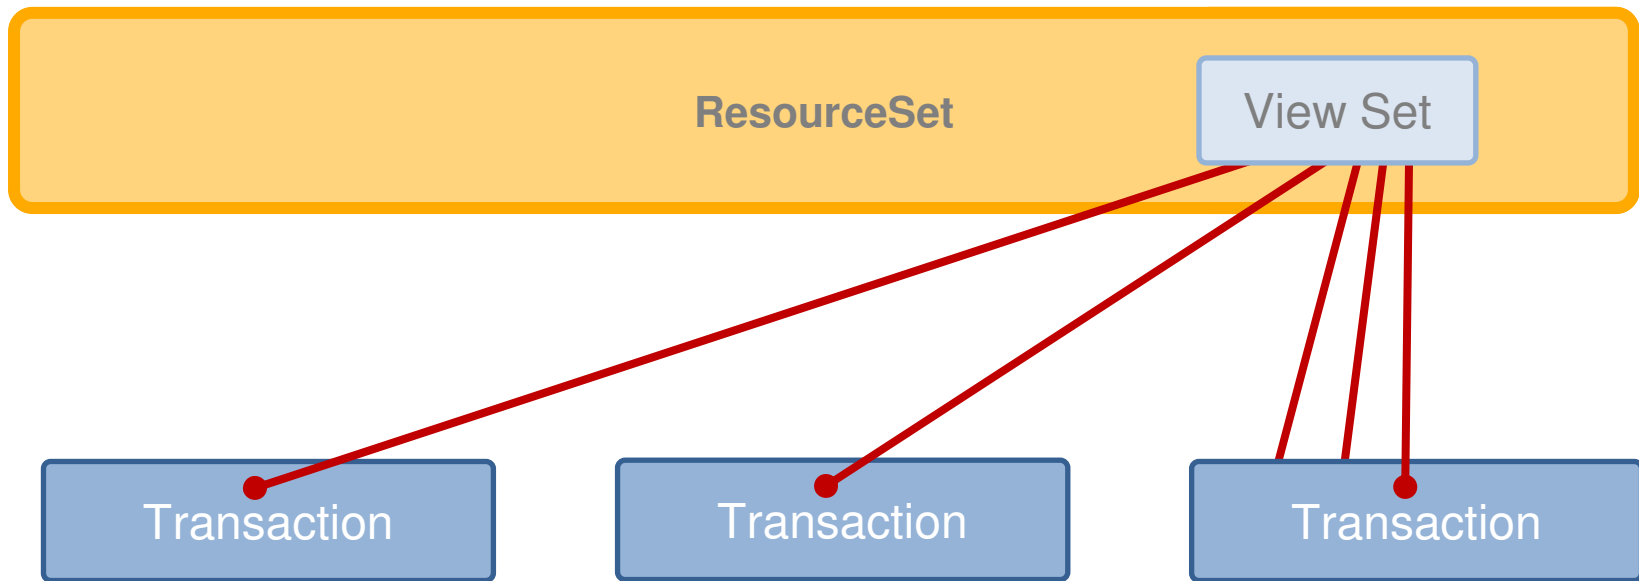 ResourceSet
View Set
Transaction
Transaction
Transaction